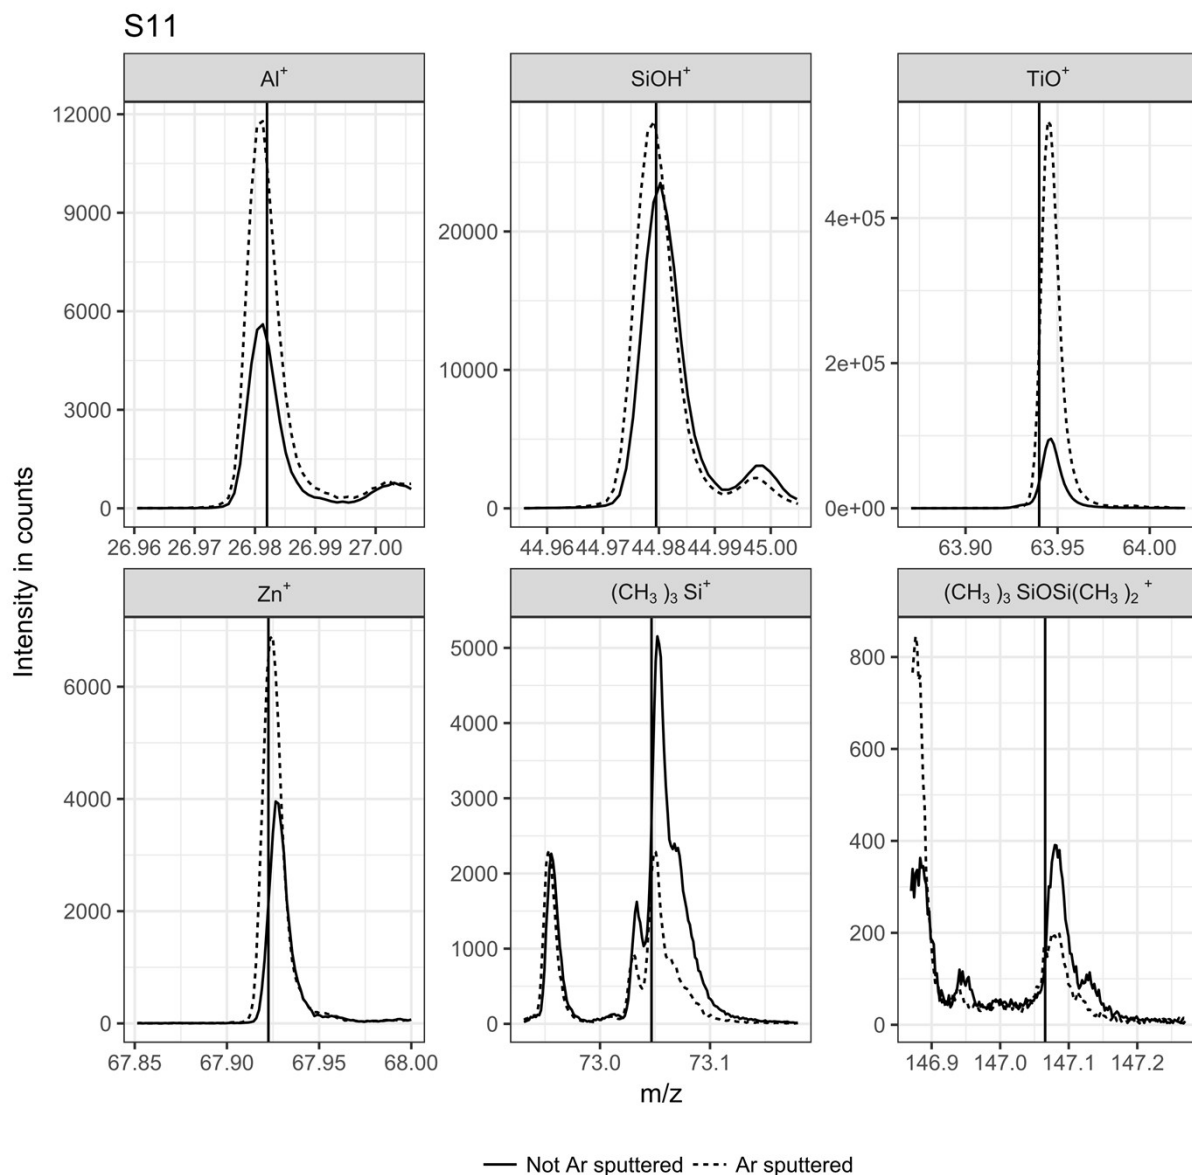 S11
Al+ SiOH+ TiO+
12000
9000
6000
3000
0
20000
10000
0
4e+05
2e+05
0e+00
26.96 26.97 26.98 26.99 27.00
44.96 44.97 44.98 44.99 45.00
63.90 63.95 64.00
Intensity in counts
Zn+ (CH3 )3 Si+ (CH3 )3 SiOSi(CH3 )2 +
6000
4000
2000
0
5000
4000
3000
2000
1000
0
800
600
400
200
0
67.85 67.90 67.95 68.00
73.0 73.1
146.9 147.0 147.1 147.2
m/z
Not Ar sputtered Ar sputtered